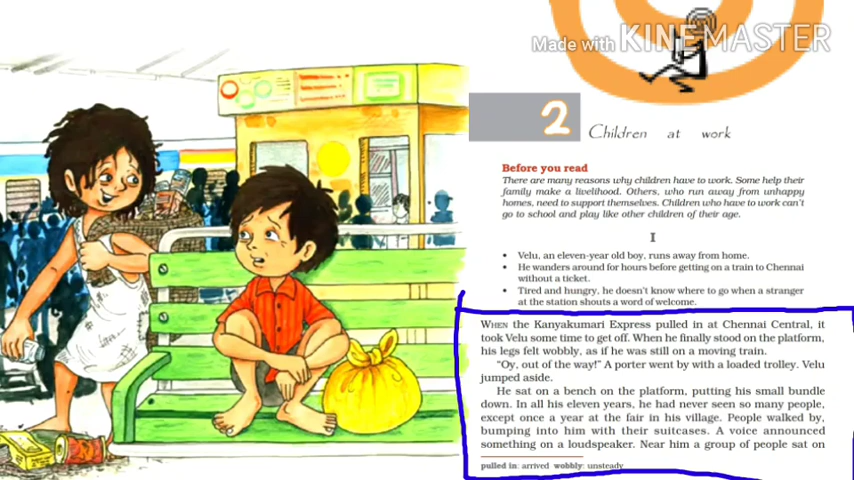 Made with KINEMASTER
2 Children at work
Before you read
There are many reasons why children have to work. Some help their
family make a livelihood. Others, who run away from unhappy
homes, need to support themselves. Children who have to work can't
go to school and play like other children of their age.
I
• Velu, an eleven-year old boy, runs away from home.
• He wanders around for hours before getting on a train to Chennai
without a ticket.
• Tired and hungry, he doesn't know where to go when a stranger
at the station shouts a word of welcome.
WHEN the Kanyakumari Express pulled in at Chennai Central, it
took Velu some time to get off. When he finally stood on the platform,
his legs felt wobbly, as if he was still on a moving train.
"Oy, out of the way!" A porter went by with a loaded trolley. Velu
jumped aside.
He sat on a bench on the platform, putting his small bundle
down. In all his eleven years, he had never seen so many people,
except once a year at the fair in his village. People walked by,
bumping into him with their suitcases. A voice announced
something on a loudspeaker. Near him a group of people sat on
pulled in: arrived wobbly: unsteady